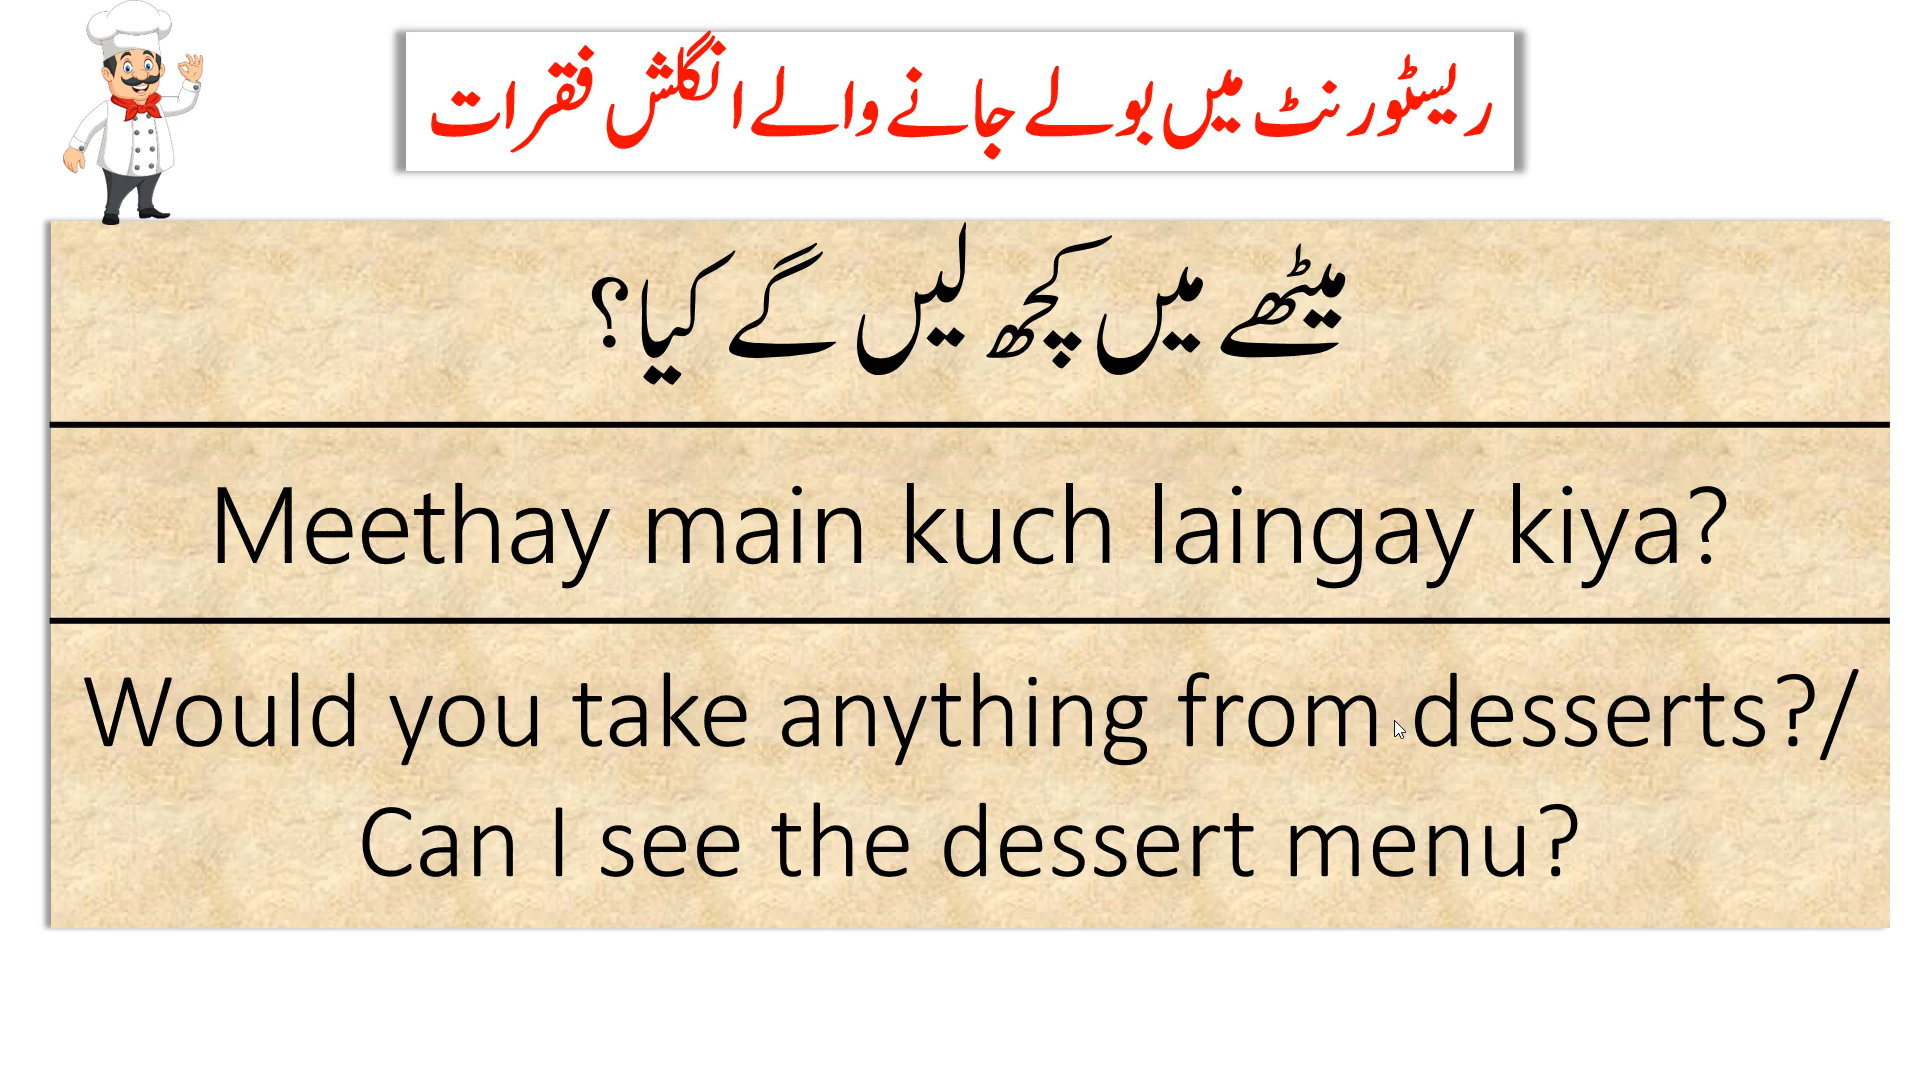 ریسٹورنٹ میں بولے جانے والے انگلش فقرات
میٹھے میں کچھ لیں گے کیا؟
Meethay main kuch laingay kiya?
Would you take anything from desserts?/
Can I see the dessert menu?